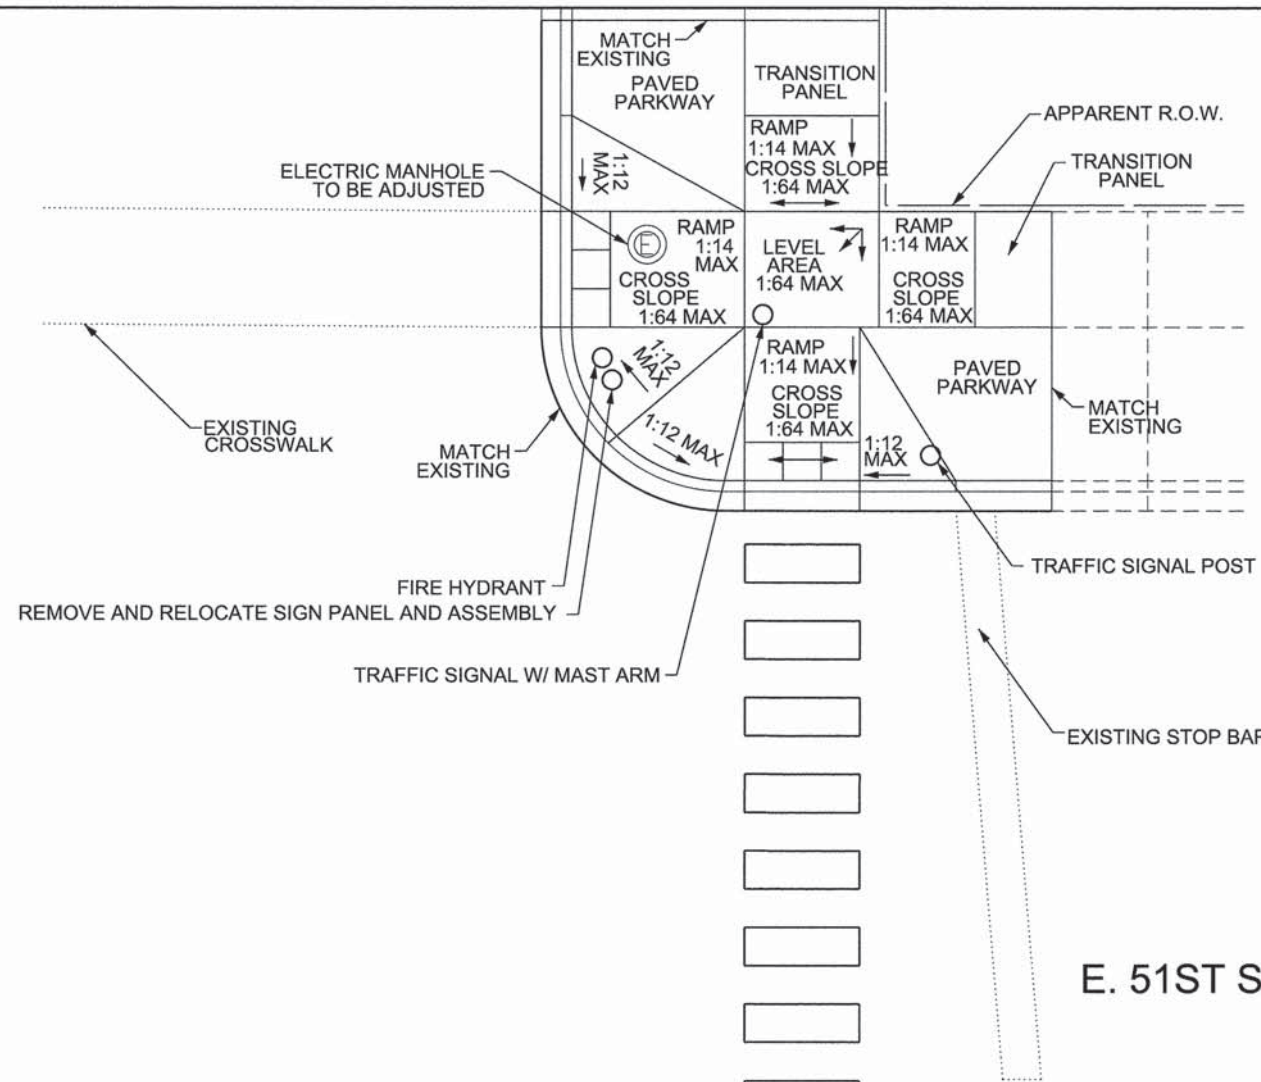 MATCH
EXISTING
PAVED
PARKWAY
TRANSITION
PANEL
RAMP
1:14 MAX
CROSS SLOPE
1:64 MAX
APPARENT R.O.W.
TRANSITION
PANEL
ELECTRIC MANHOLE
TO BE ADJUSTED
1:12
MAX
E
RAMP
1:14
MAX
CROSS
SLOPE
1:64 MAX
LEVEL
AREA
1:64 MAX
RAMP
1:14 MAX
CROSS
SLOPE
1:64 MAX
1:12
MAX
1:12 MAX
RAMP
1:14 MAX
CROSS
SLOPE
1:64 MAX
1:12
MAX
PAVED
PARKWAY
MATCH
EXISTING
EXISTING
CROSSWALK
MATCH
EXISTING
FIRE HYDRANT
REMOVE AND RELOCATE SIGN PANEL AND ASSEMBLY
TRAFFIC SIGNAL W/ MAST ARM
TRAFFIC SIGNAL POST
EXISTING STOP BAR
E. 51ST S